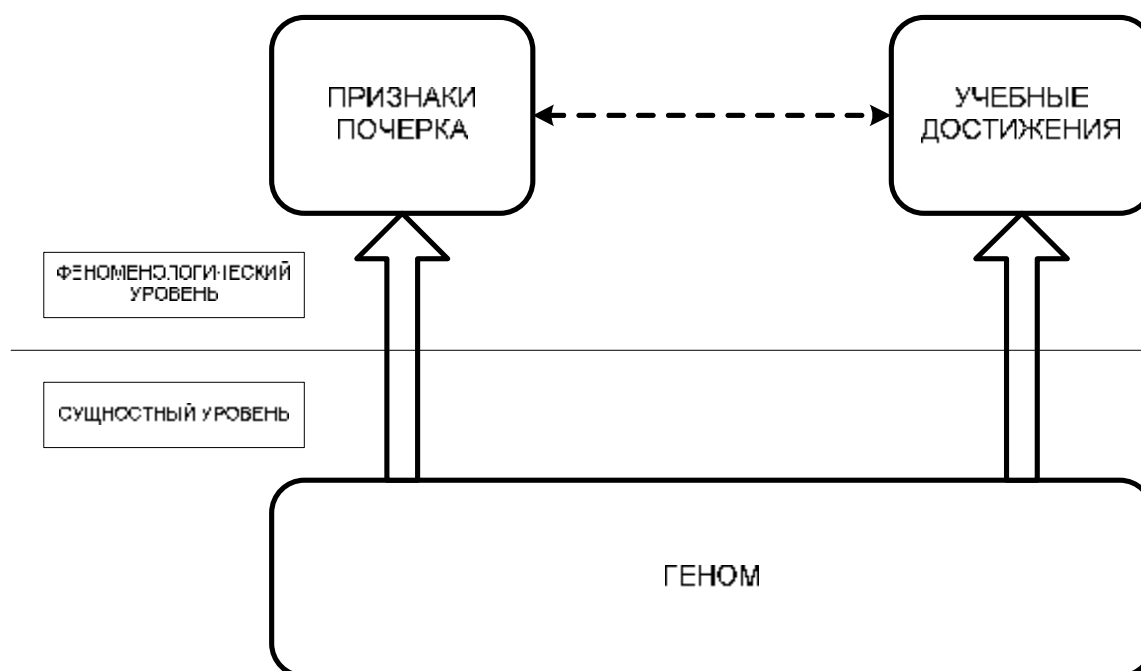 ПРИЗНАКИ
ПОЧЕРКА
УЧЕБНЫЕ
ДОСТИЖЕНИЯ
ФЕНОМЕНОЛОГИЧЕСКИЙ
УРОВЕНЬ
СУЩНОСТНЫЙ УРОВЕНЬ
ГЕНОМ